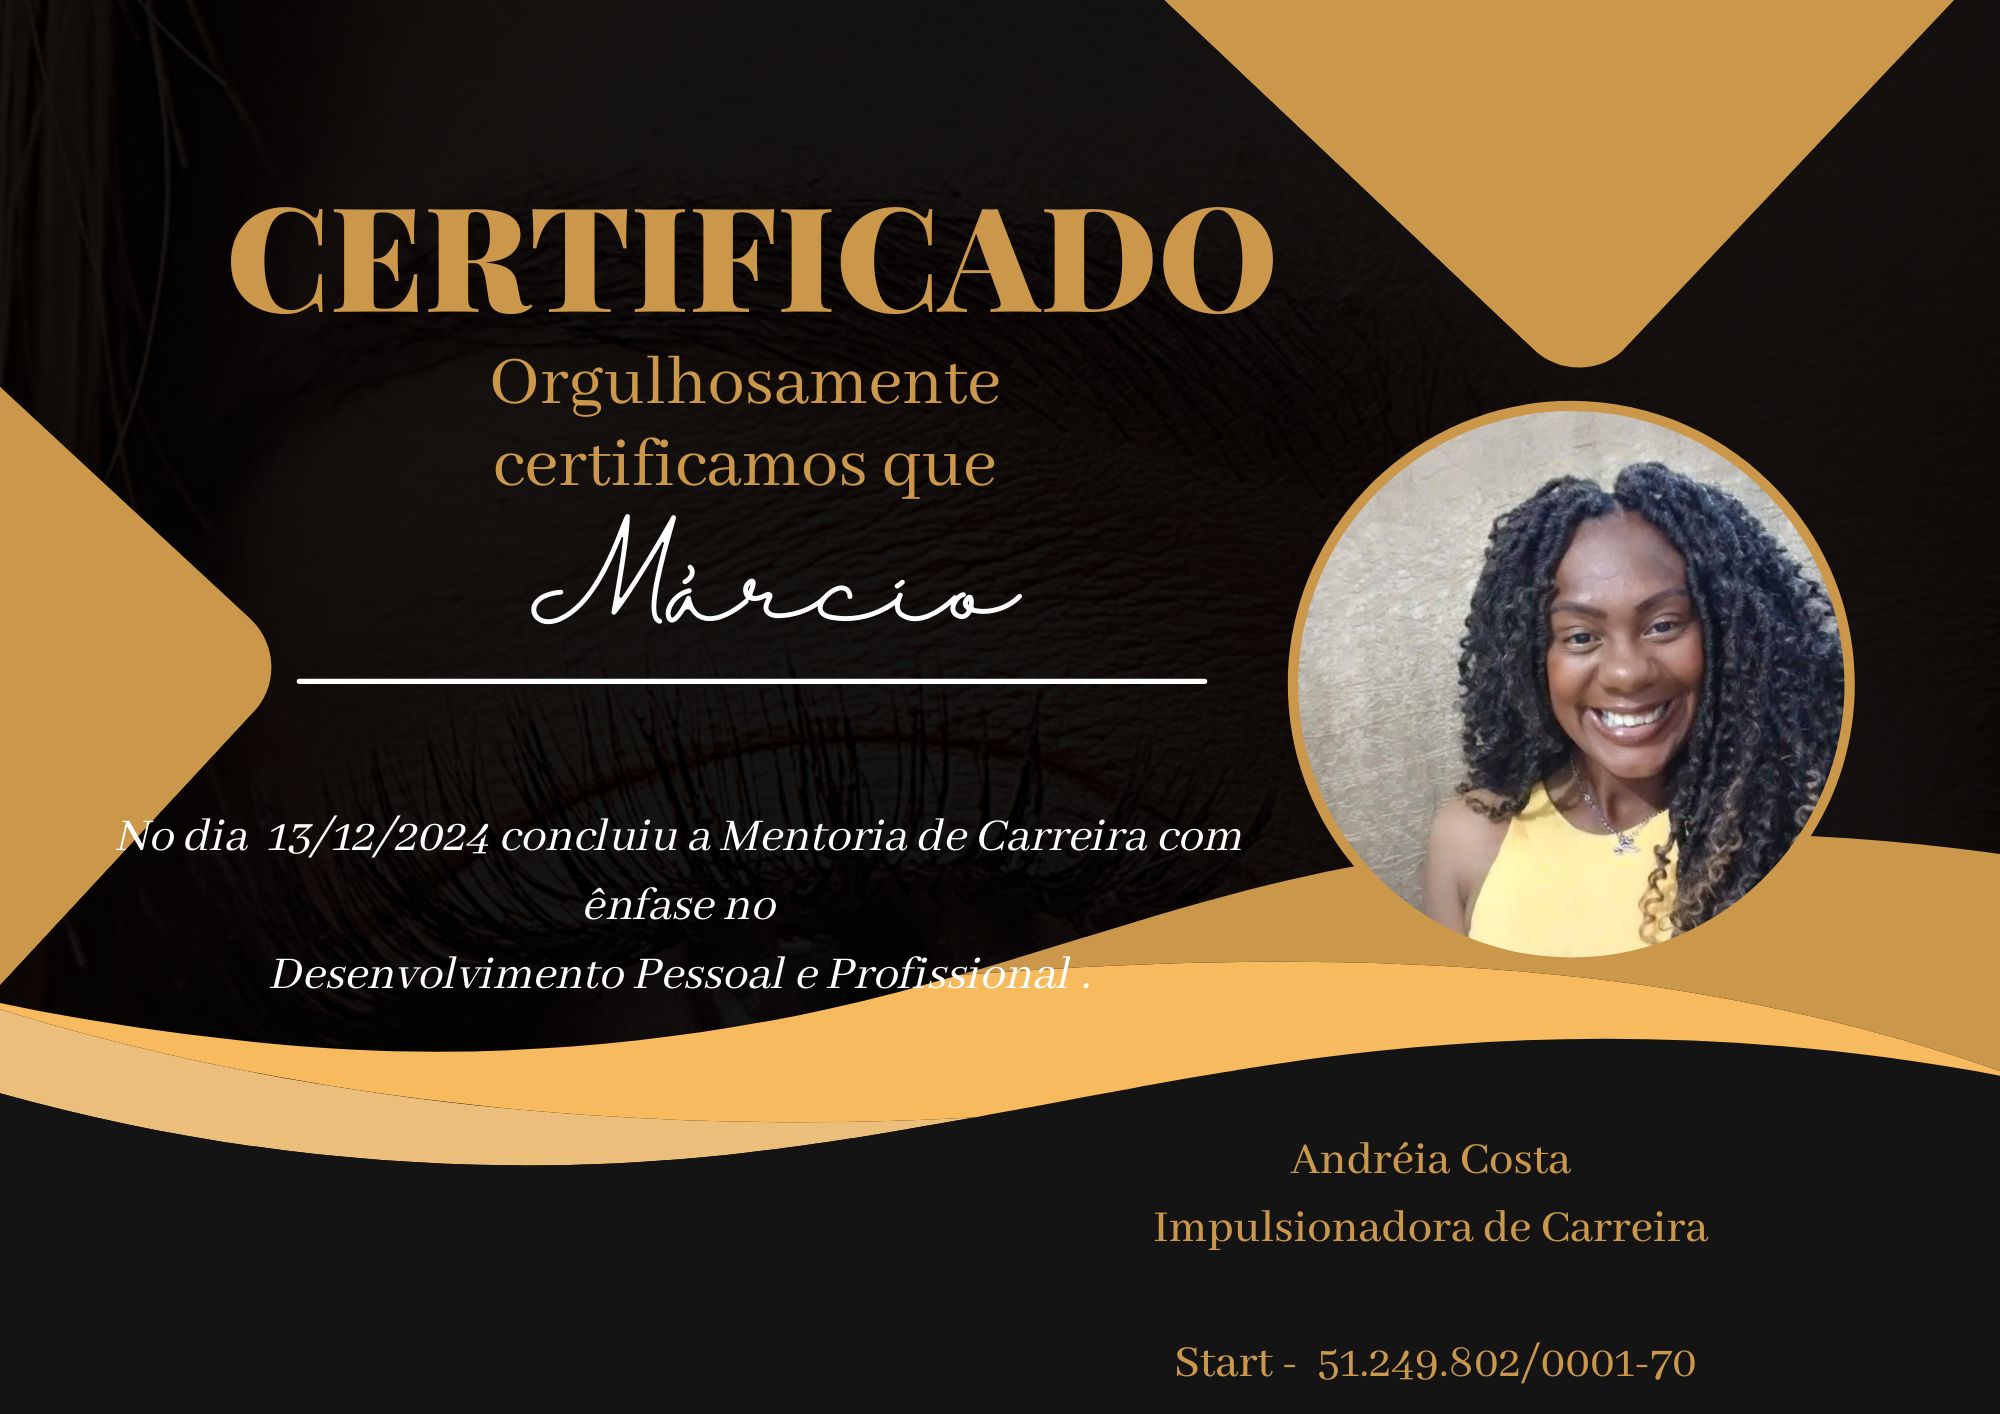 CERTIFICADO
Orgulhosamente
certificamos que
Márcio
No dia  13/12/2024 concluiu a Mentoria de Carreira com
ênfase no
Desenvolvimento Pessoal e Profissional .
Andréia Costa
Impulsionadora de Carreira
Start -  51.249.802/0001-70